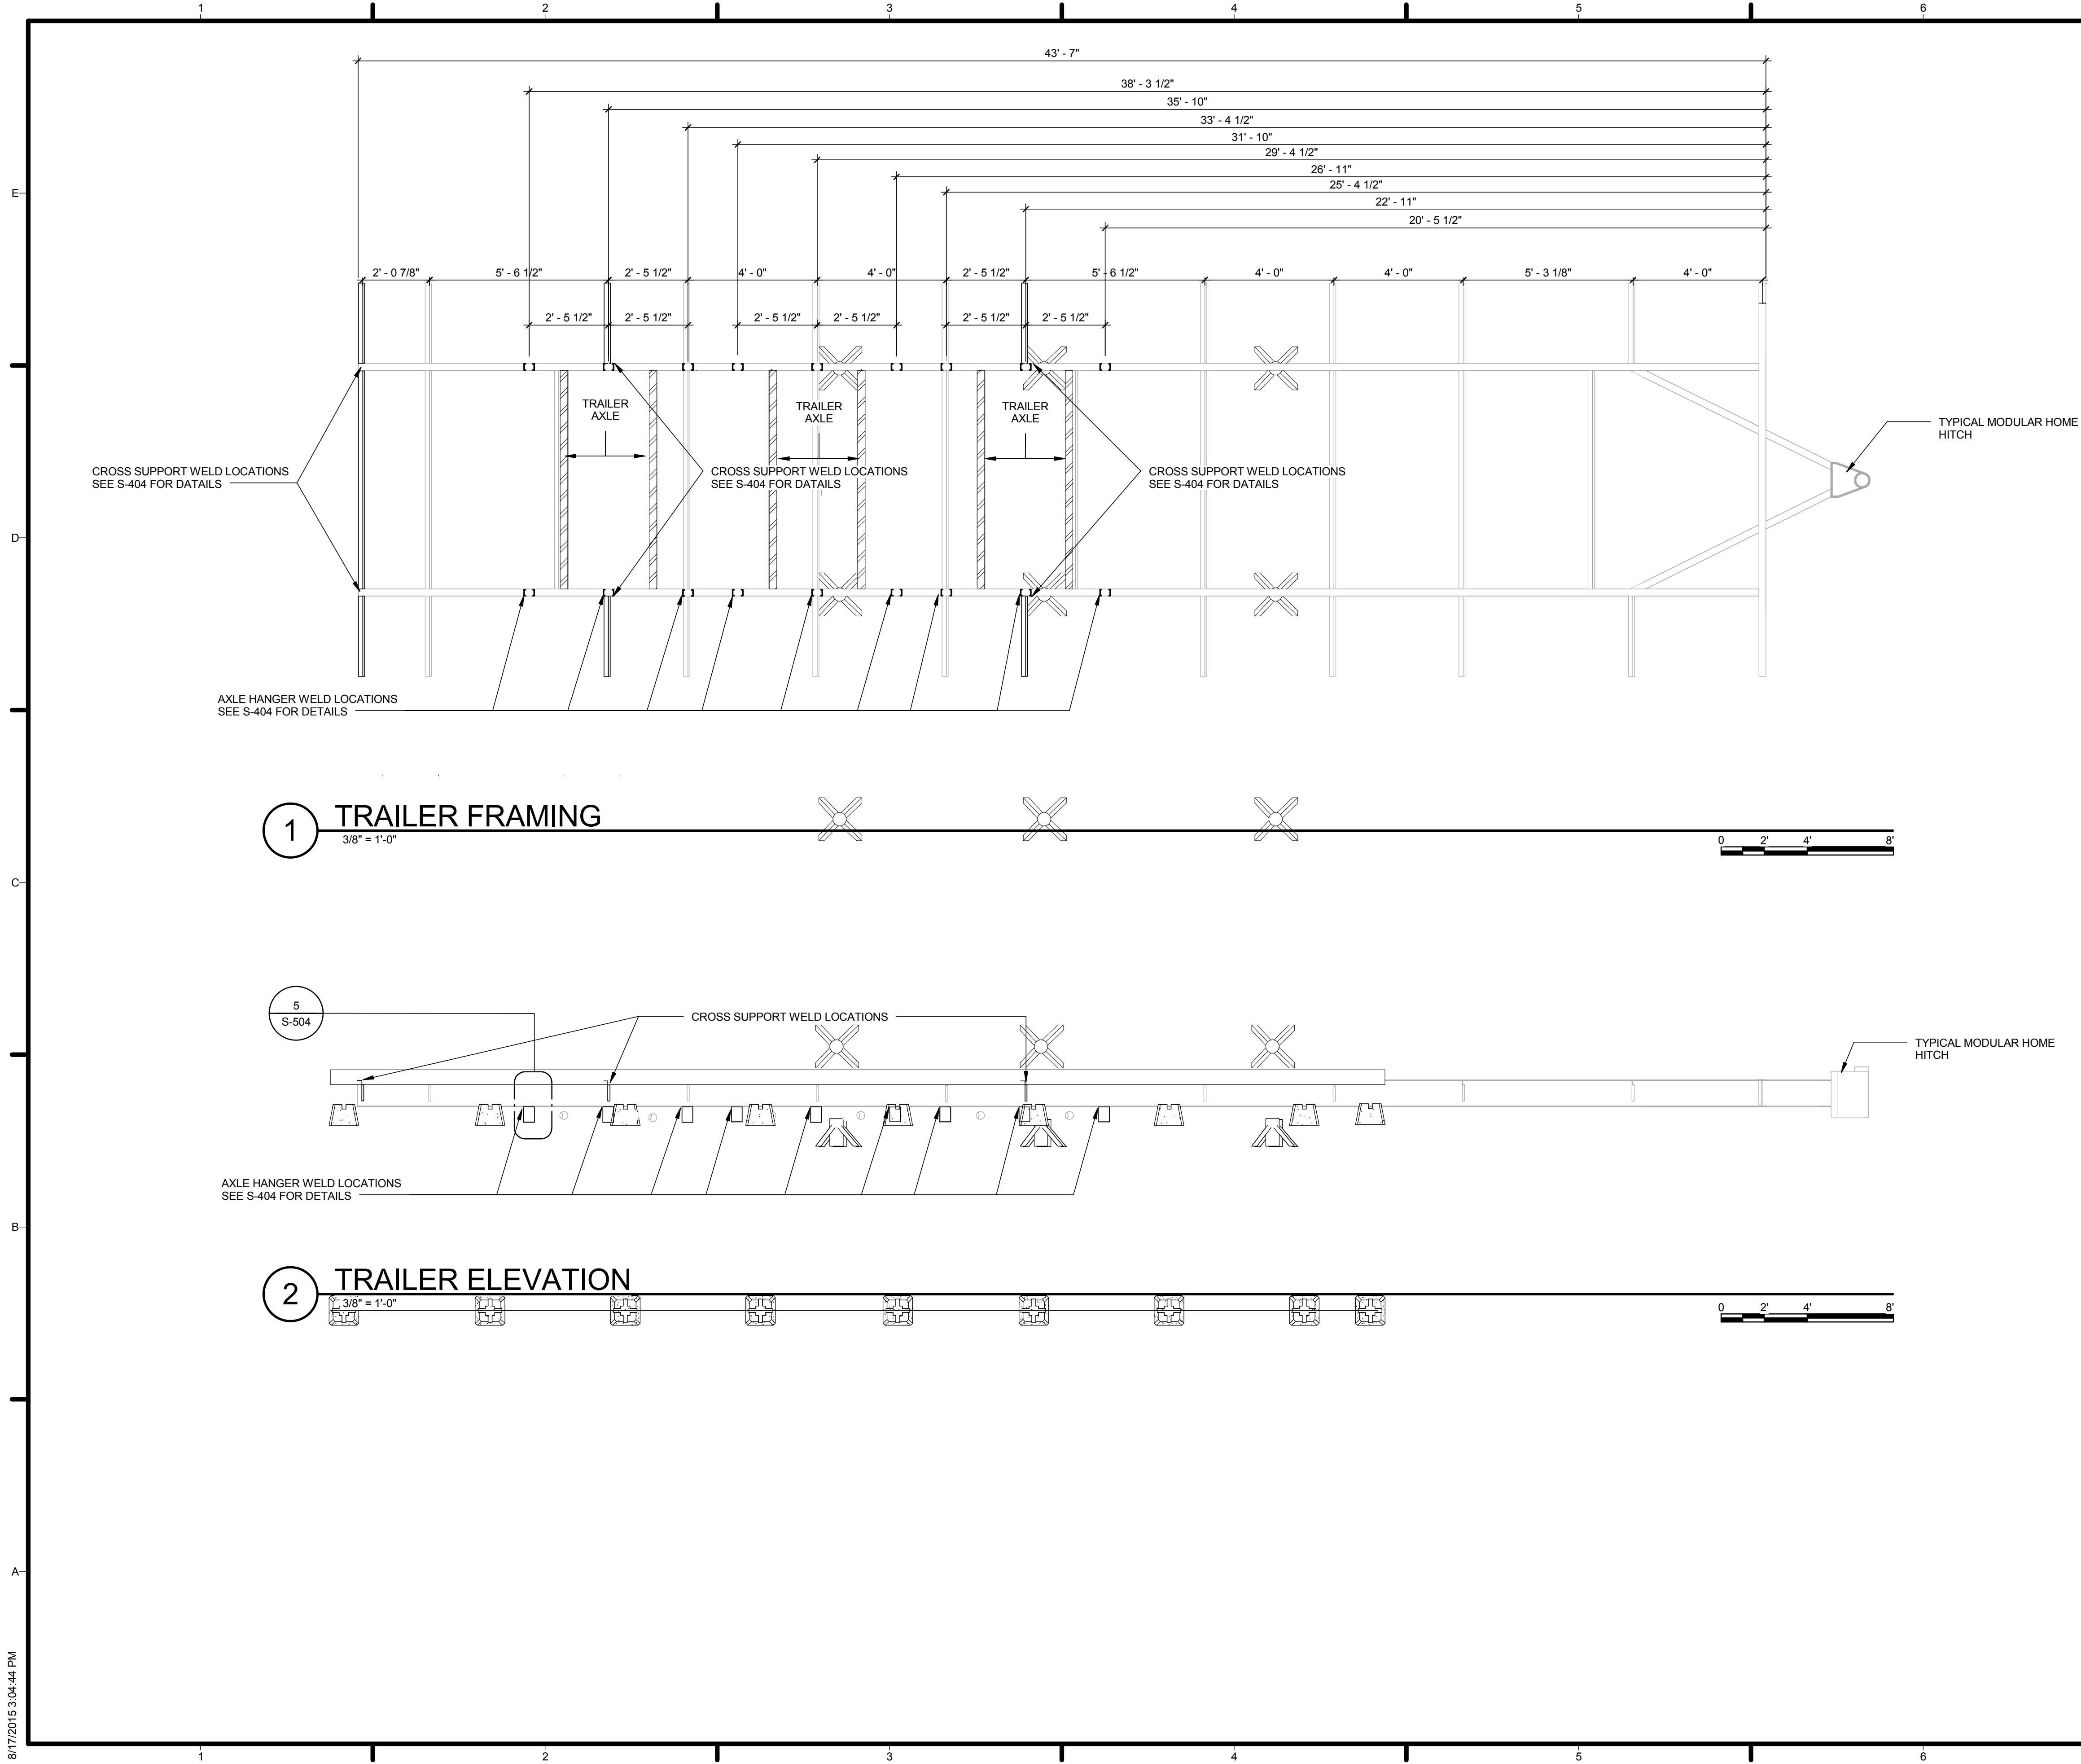 1 2 3 4 5 6
43' - 7"
38' - 3 1/2"
35' - 10"
33' - 4 1/2"
31' - 10"
29' - 4 1/2"
26' - 11"
25' - 4 1/2"
22' - 11"
20' - 5 1/2"
E
2' - 0 7/8" 5' - 6 1/2" 2' - 5 1/2" 4' - 0" 4' - 0" 2' - 5 1/2" 5' - 6 1/2" 4' - 0" 4' - 0" 5' - 3 1/8" 4' - 0"
2' - 5 1/2" 2' - 5 1/2" 2' - 5 1/2" 2' - 5 1/2" 2' - 5 1/2" 2' - 5 1/2"
TRAILER
AXLE
TRAILER
AXLE
TRAILER
AXLE
TYPICAL MODULAR HOME
HITCH
CROSS SUPPORT WELD LOCATIONS
SEE S-404 FOR DATAILS
CROSS SUPPORT WELD LOCATIONS
SEE S-404 FOR DATAILS
CROSS SUPPORT WELD LOCATIONS
SEE S-404 FOR DATAILS
D
AXLE HANGER WELD LOCATIONS
SEE S-404 FOR DETAILS
1
TRAILER FRAMING
3/8" = 1'-0"
0 2' 4' 8'
C
5
S-504
CROSS SUPPORT WELD LOCATIONS
TYPICAL MODULAR HOME
HITCH
AXLE HANGER WELD LOCATIONS
SEE S-404 FOR DETAILS
B
2
TRAILER ELEVATION
3/8" = 1'-0"
0 2' 4' 8'
A
8/17/2015 3:04:44 PM
1 2 3 4 5 6